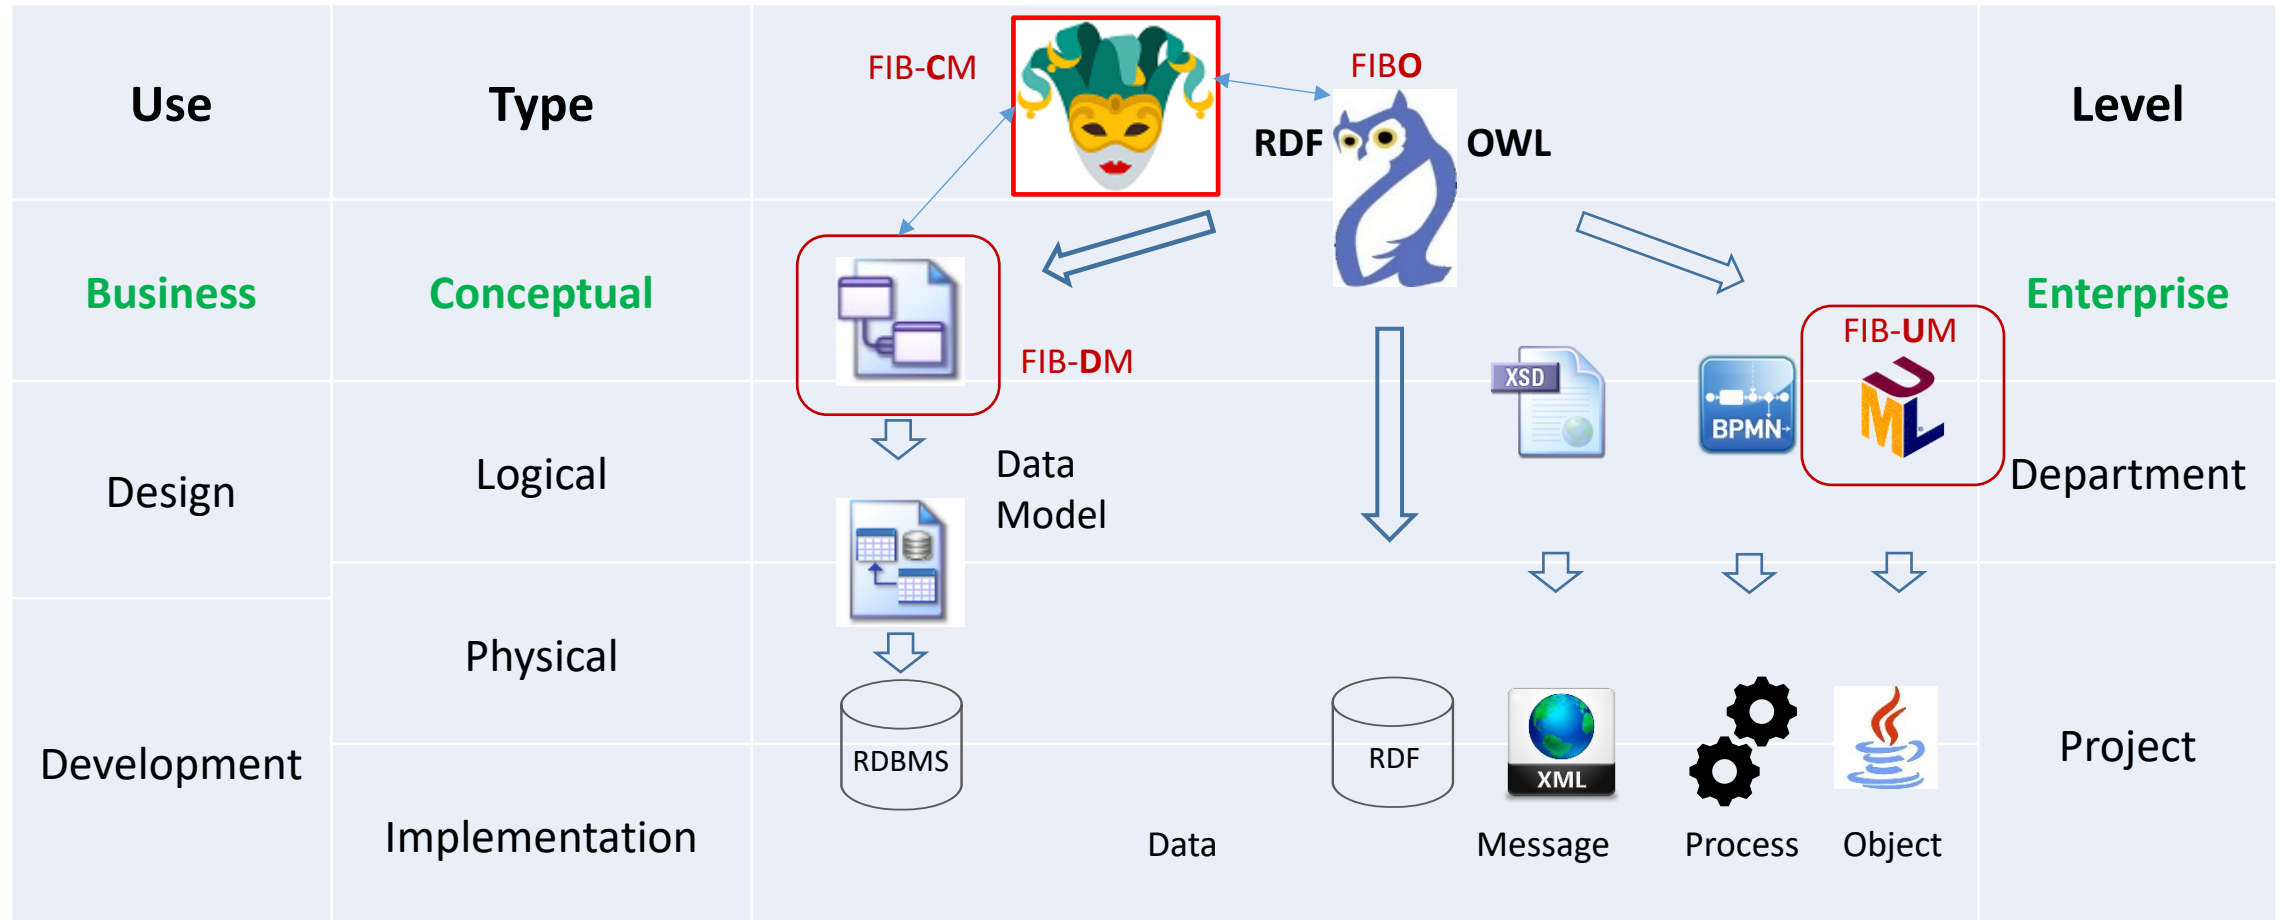 Use
Type
FIB-CM
FIBO
RDF
OWL
Level
Business
Conceptual
FIB-DM
FIB-UM
Enterprise
XSD
BPMN
UML
Design
Logical
Data
Model
Department
Physical
Development
RDBMS
RDF
XML
Project
Implementation
Data
Message
Process
Object